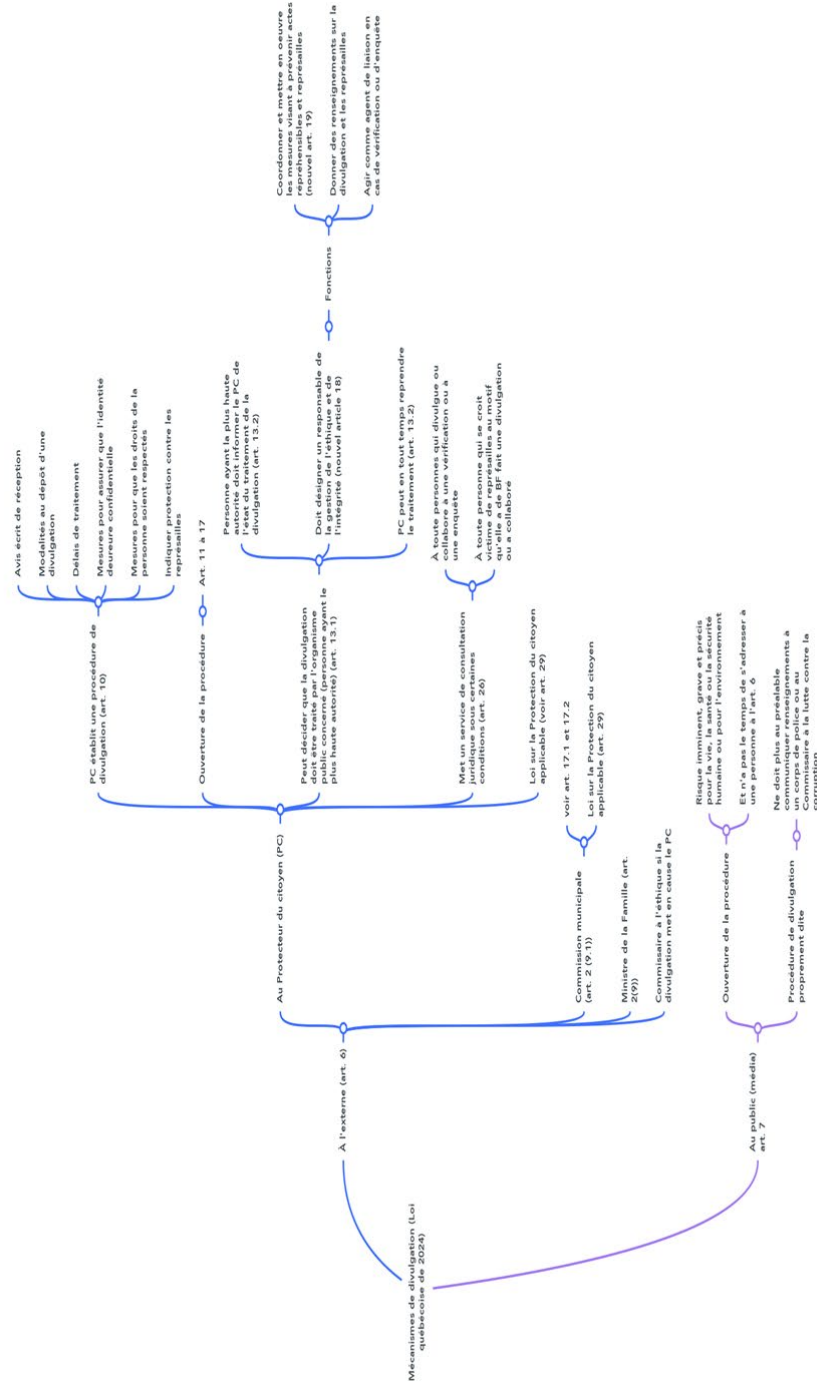 Mécanismes de divulgation (Loi
québécoise de 2024)
À l'externe (art. 6)
Au Protecteur du citoyen (PC)
PC établit une procédure de
divulgation (art. 10)
Avis écrit de réception
Modalités au dépôt d'une
divulgation
Délais de traitement
Mesures pour assurer que l'identité
deureure confidentielle
Mesures pour que les droits de la
personne soient respectés
Indiquer protection contre les
représailles
Ouverture de la procédure
Art. 11 à 17
Peut décider que la divulgation
doit être traité par l'organisme
public concerné (personne ayant le
plus haute autorité) (art. 13.1)
Personne ayant la plus haute
autorité doit informer le PC de
l'état du traitement de la
divulgation (art. 13.2)
Doit désigner un responsable de
la gestion de l'éthique et de
l'intégrité (nouvel article 18)
Fonctions
Coordonner et mettre en oeuvre
les mesures visant à prévenir actes
répréhensibles et représailles
(nouvel art. 19)
Donner des renseignements sur la
divulgation et les représailles
Agir comme agent de liaison en
cas de vérification ou d'enquête
PC peut en tout temps reprendre
le traitement (art. 13.2)
Met un service de consultation
juridique sous certaines
conditions (art. 26)
À toute personnes qui divulgue ou
collabore à une vérification ou à
une enquête
À toute personne qui se croit
victime de représailles au motif
qu'elle a de BF fait une divulgation
ou a collaboré
Loi sur la Protection du citoyen
applicable (voir art. 29)
Commission municipale
(art. 2 (9.1))
voir art. 17.1 et 17.2
Loi sur la Protection du citoyen
applicable (art. 29)
Ministre de la Famille (art.
2(9))
Commissaire à l'éthique si la
divulgation met en cause le PC
Au public (média)
art. 7
Ouverture de la procédure
Risque imminent, grave et précis
pour la vie, la santé ou la sécurité
humaine ou pour l'environnement
Et n'a pas le temps de s'adresser à
une personne à l'art. 6
Procédure de divulgation
proprement dite
Ne doit plus au préalable
communiquer renseignements à
un corps de police ou au
Commissaire à la lutte contre la
corruption